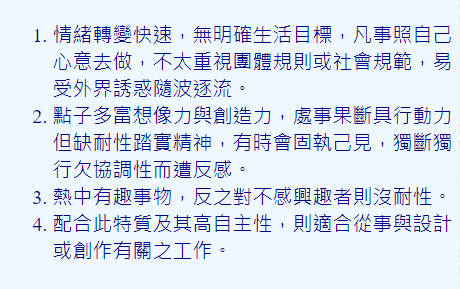 1. 情緒轉變快速，無明確生活目標，凡事照自己
心意去做，不太重視團體規則或社會規範，易
受外界誘惑隨波逐流。
2. 點子多富想像力與創造力，處事果斷具行動力
但缺耐性踏實精神，有時會固執己見，獨斷獨
行欠協調性而遭反感。
3. 熱中有趣事物，反之對不感興趣者則沒耐性。
4. 配合此特質及其高自主性，則適合從事與設計
或創作有關之工作。